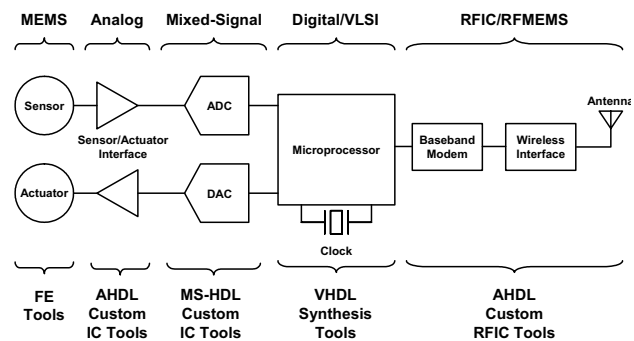 MEMS Analog Mixed-Signal Digital/VLSI RFIC/RFMEMS
Sensor
ADC
Antenna
Sensor/Actuator
Interface
Microprocessor
Baseband
Modem
Wireless
Interface
Actuator
DAC
Clock
FE
Tools
AHDL
Custom
IC Tools
MS-HDL
Custom
IC Tools
VHDL
Synthesis
Tools
AHDL
Custom
RFIC Tools